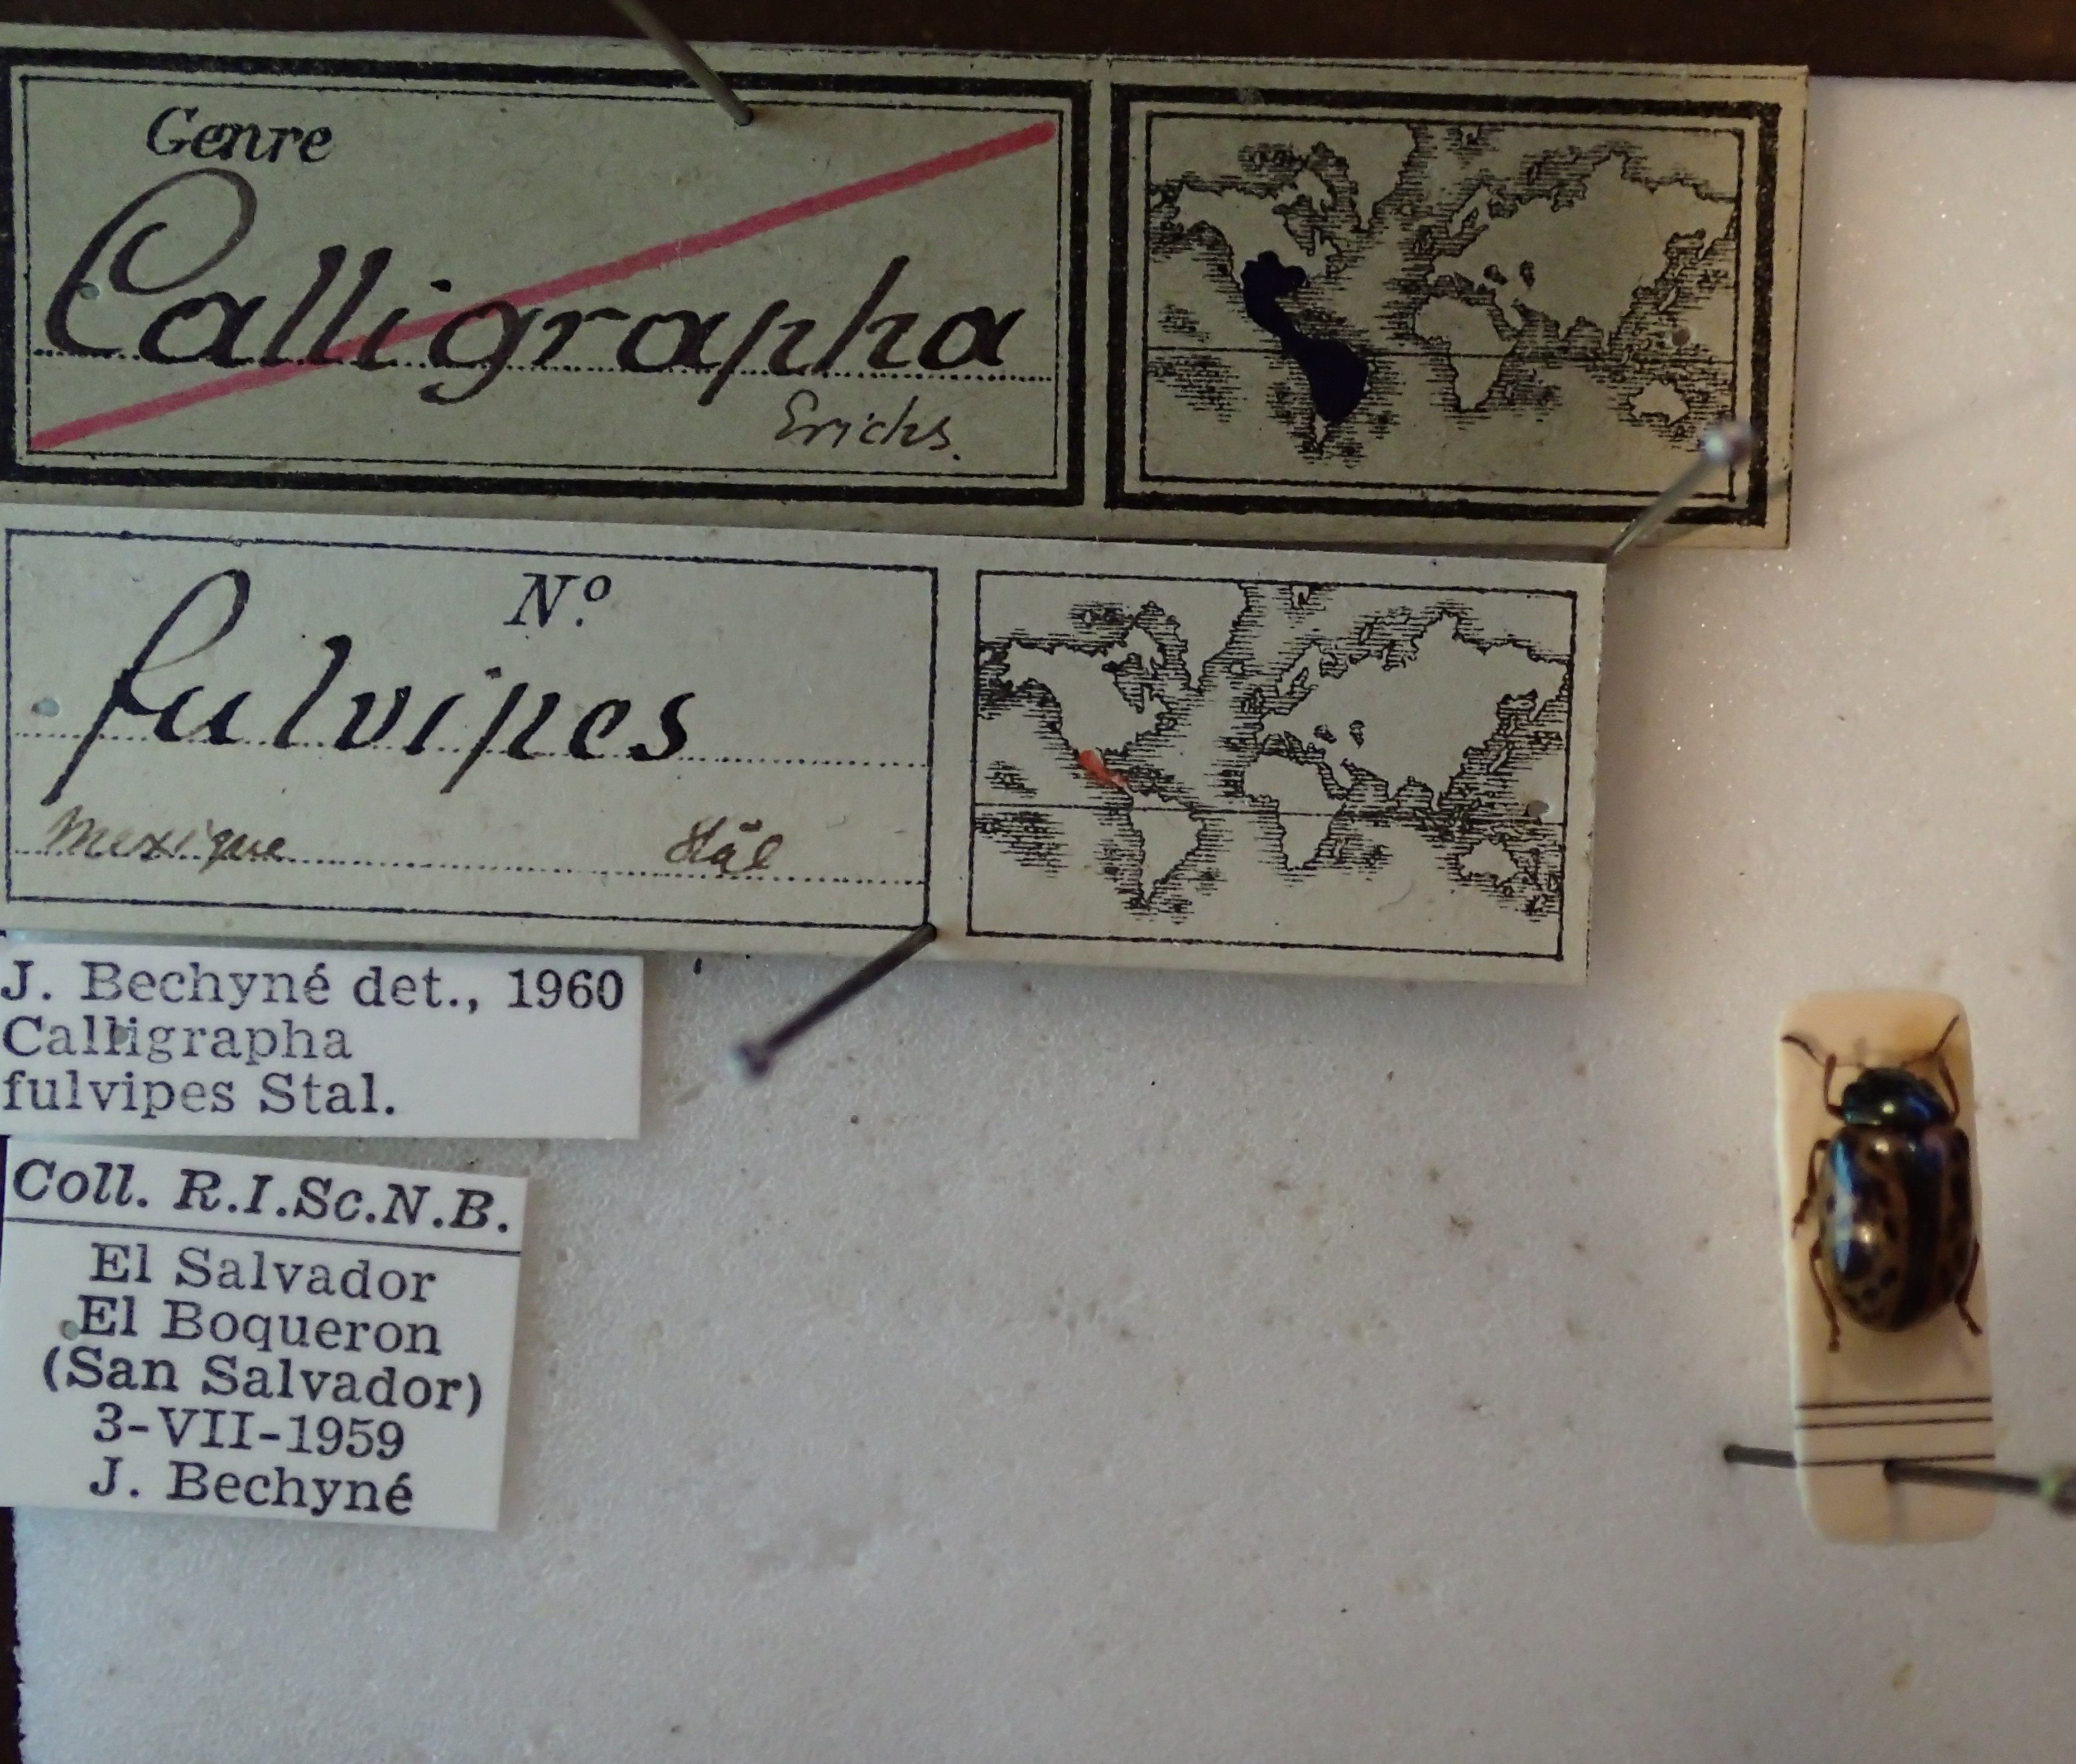 Genre
Calligrapha
Erichs.
No.
fulvipes
Mexique Stål
J. Bechyné det., 1960
Calligrapha
fulvipes Stal.
Coll. R.I.Sc.N.B.
El Salvador
El Boqueron
(San Salvador)
3-VII-1959
J. Bechyné